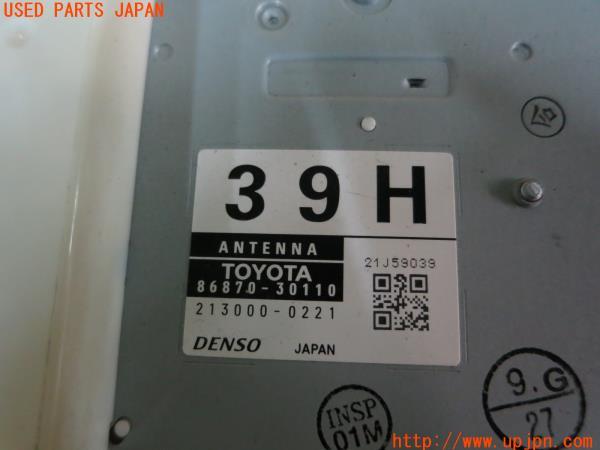 USED PARTS JAPAN
39H
ANTENNA
TOYOTA
86870-30110
213000-0221
21J59039
DENSO JAPAN
INSP
01M
9.G
27
http://www.upjpn.com/